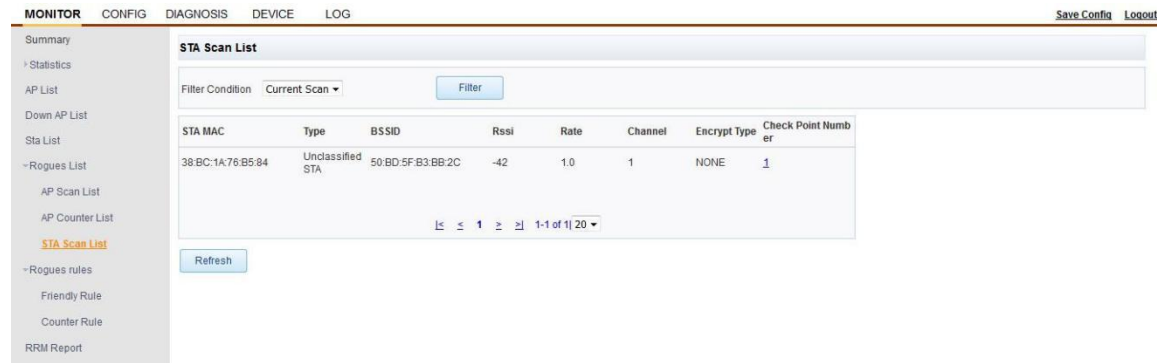 MONITOR CONFIG DIAGNOSIS DEVICE LOG Save Config Logout
Summary
Statistics
AP List
Down AP List
Sta List
Rogues List
AP Scan List
AP Counter List
STA Scan List
Rogues rules
Friendly Rule
Counter Rule
RRM Report
STA Scan List
Filter Condition Current Scan Filter
STA MAC Type BSSID Rssi Rate Channel Encrypt Type Check Point Numb
er
38:BC:1A:76:B5:84 Unclassified STA 50:BD:5F:B3:BB:2C -42 1.0 1 NONE 1
|< < 1 > >| 1-1 of 1| 20
Refresh